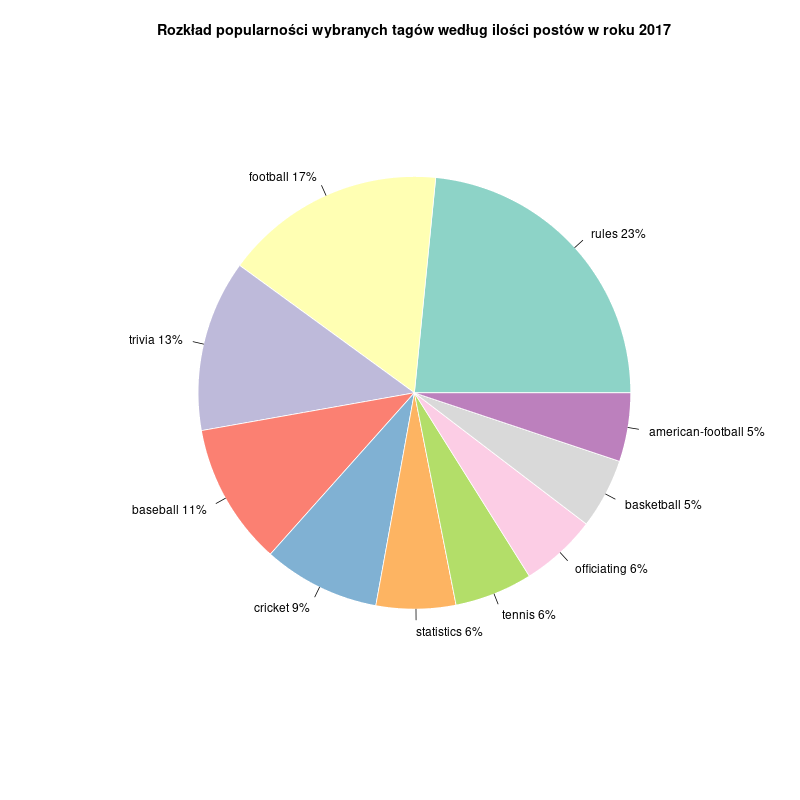 Rozkład popularności wybranych tagów według ilości postów w roku 2017
football 17%
rules 23%
trivia 13%
american-football 5%
basketball 5%
baseball 11%
officiating 6%
cricket 9%
tennis 6%
statistics 6%